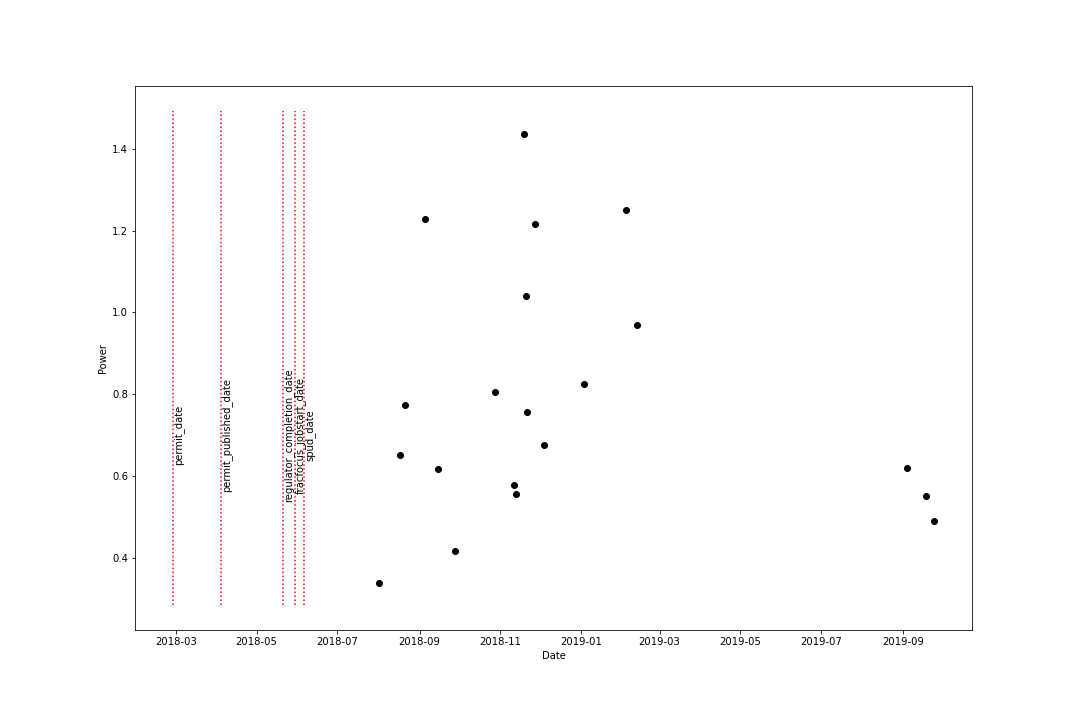 1.4
1.2
1.0
0.8
0.6
0.4
Power
permit_date
permit_published_date
regulator_completion_date
fracfocus_jobstart_date
spud_date
2018-03
2018-05
2018-07
2018-09
2018-11
2019-01
2019-03
2019-05
2019-07
2019-09
Date